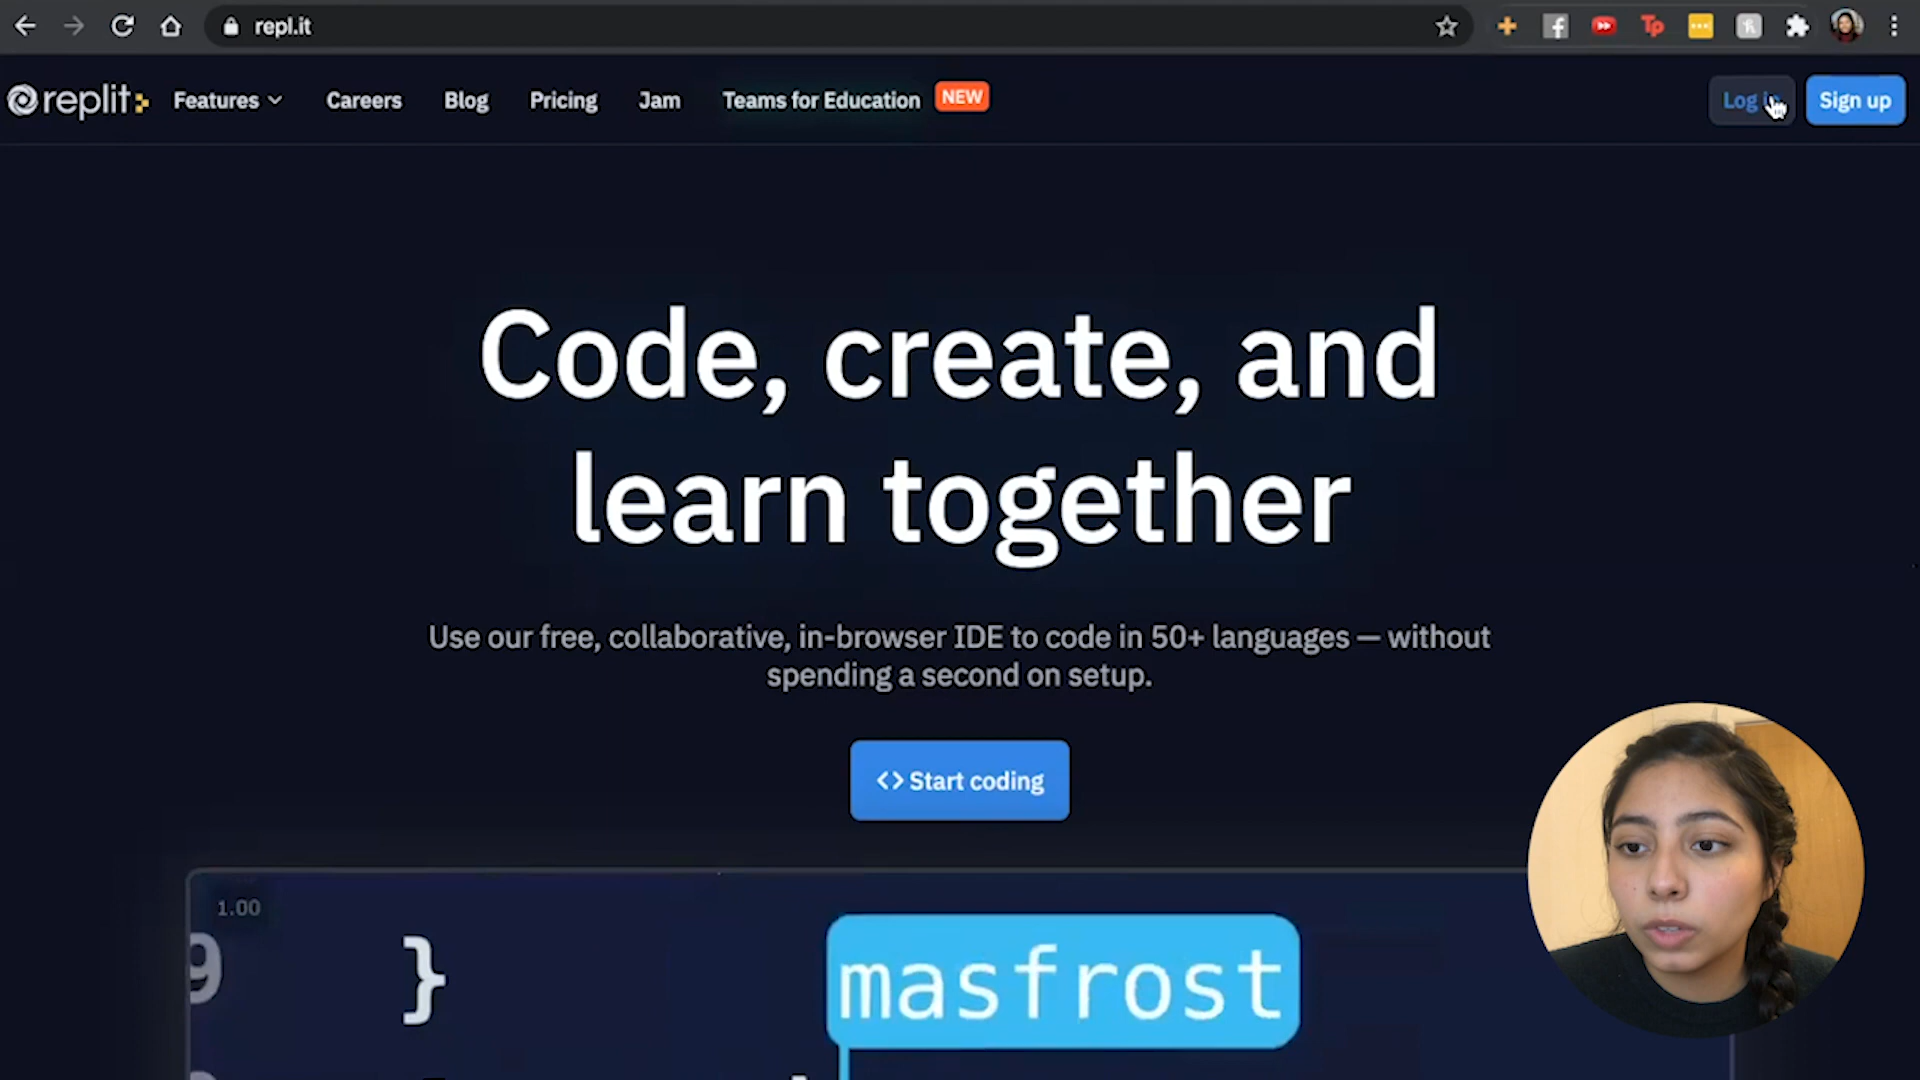 repl.it
replit
Features
Careers
Blog
Pricing
Jam
Teams for Education
NEW
Log
Sign up
Code, create, and
learn together
Use our free, collaborative, in-browser IDE to code in 50+ languages — without
spending a second on setup.
<> Start coding
1.00
9 }
masfrost